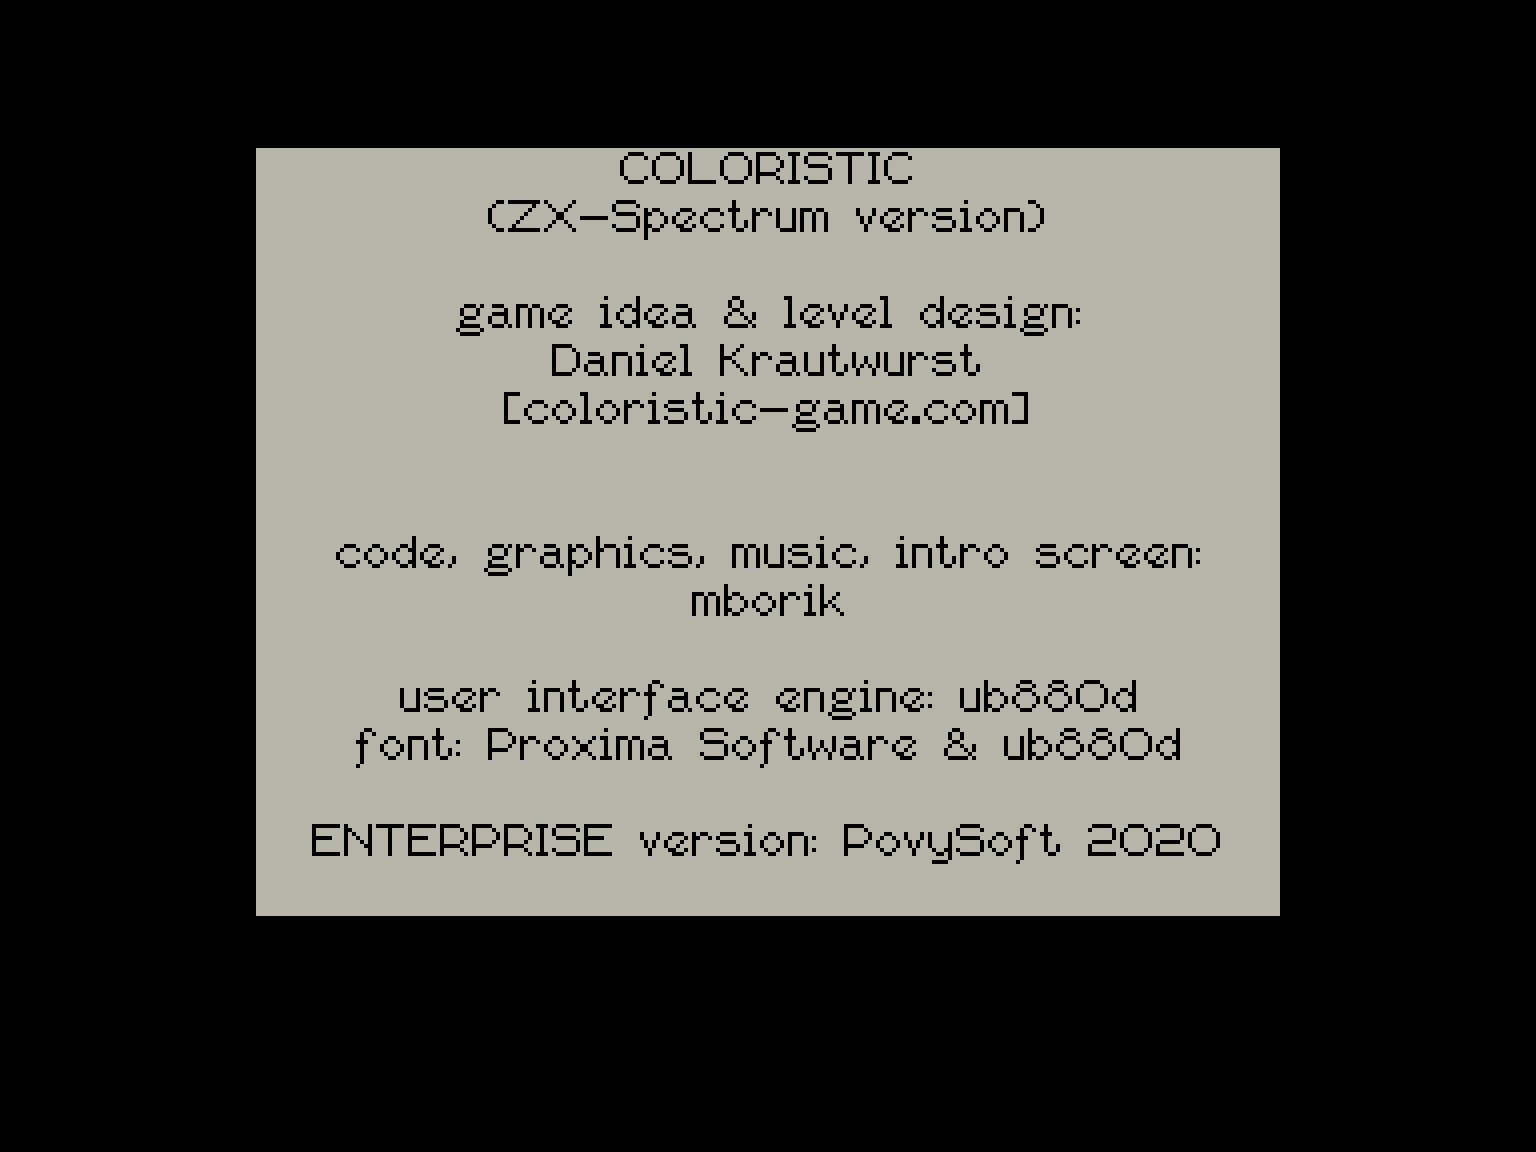 COLORISTIC
(ZX-Spectrum version)
game idea & level design:
Daniel Krautwurst
[coloristic-game.com]
code, graphics, music, intro screen:
mborik
user interface engine: ub880d
font: Proxima Software & ub880d
ENTERPRISE version: PovySoft 2020